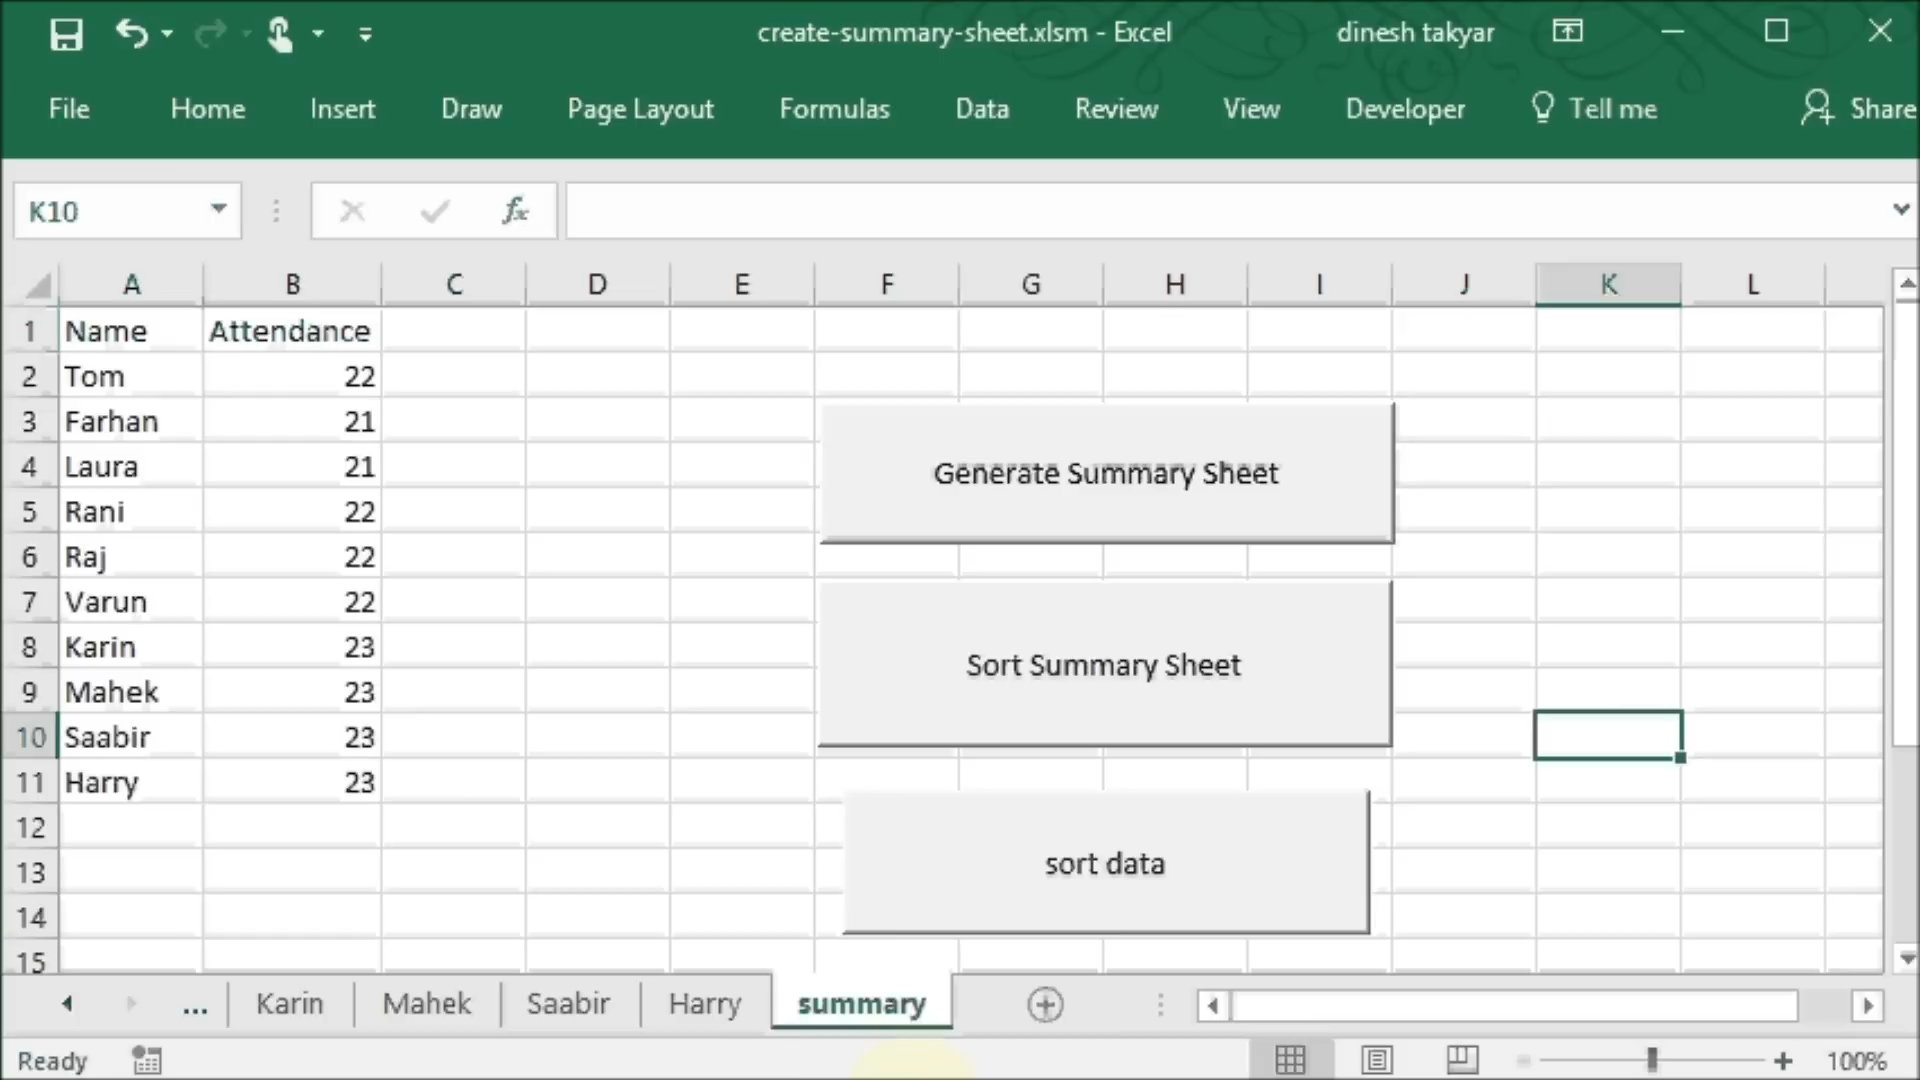 create-summary-sheet.xlsm - Excel
dinesh takyar
File Home Insert Draw Page Layout Formulas Data Review View Developer Tell me Share
K10 fx
A B C D E F G H I J K L
1 Name Attendance
2 Tom 22
3 Farhan 21
4 Laura 21
5 Rani 22
6 Raj 22
7 Varun 22
8 Karin 23
9 Mahek 23
10 Saabir 23
11 Harry 23
12
13
14
15
Generate Summary Sheet
Sort Summary Sheet
sort data
... Karin Mahek Saabir Harry summary
Ready 100%